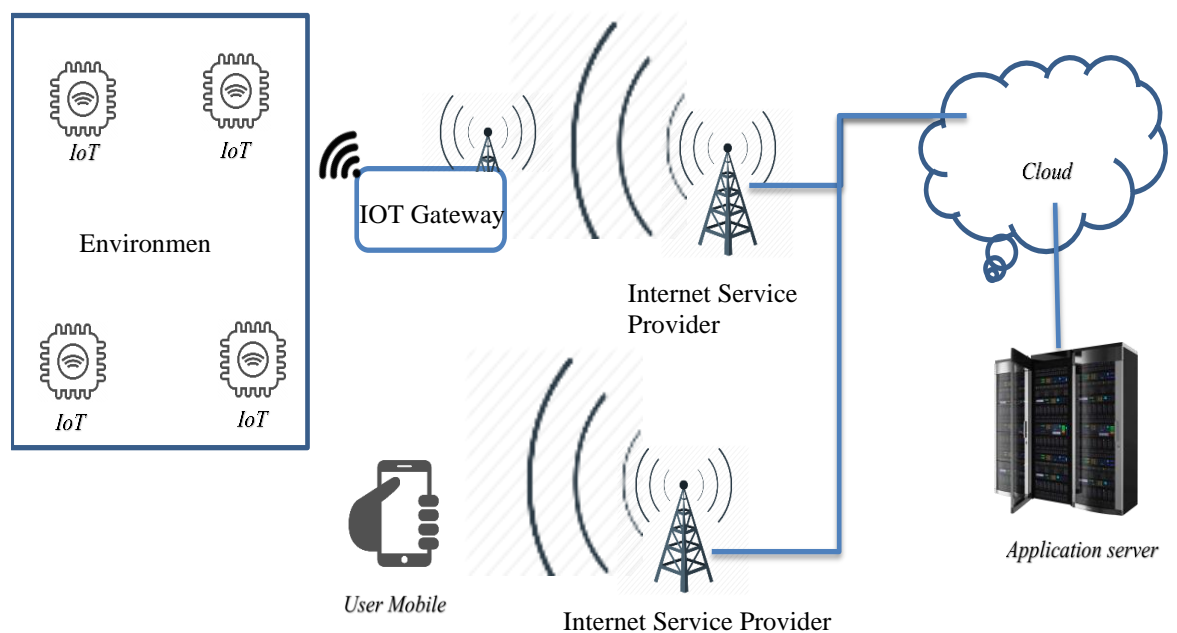 IoT
IoT
Environmen
IoT
IoT
IOT Gateway
Internet Service
Provider
Cloud
Application server
User Mobile
Internet Service Provider